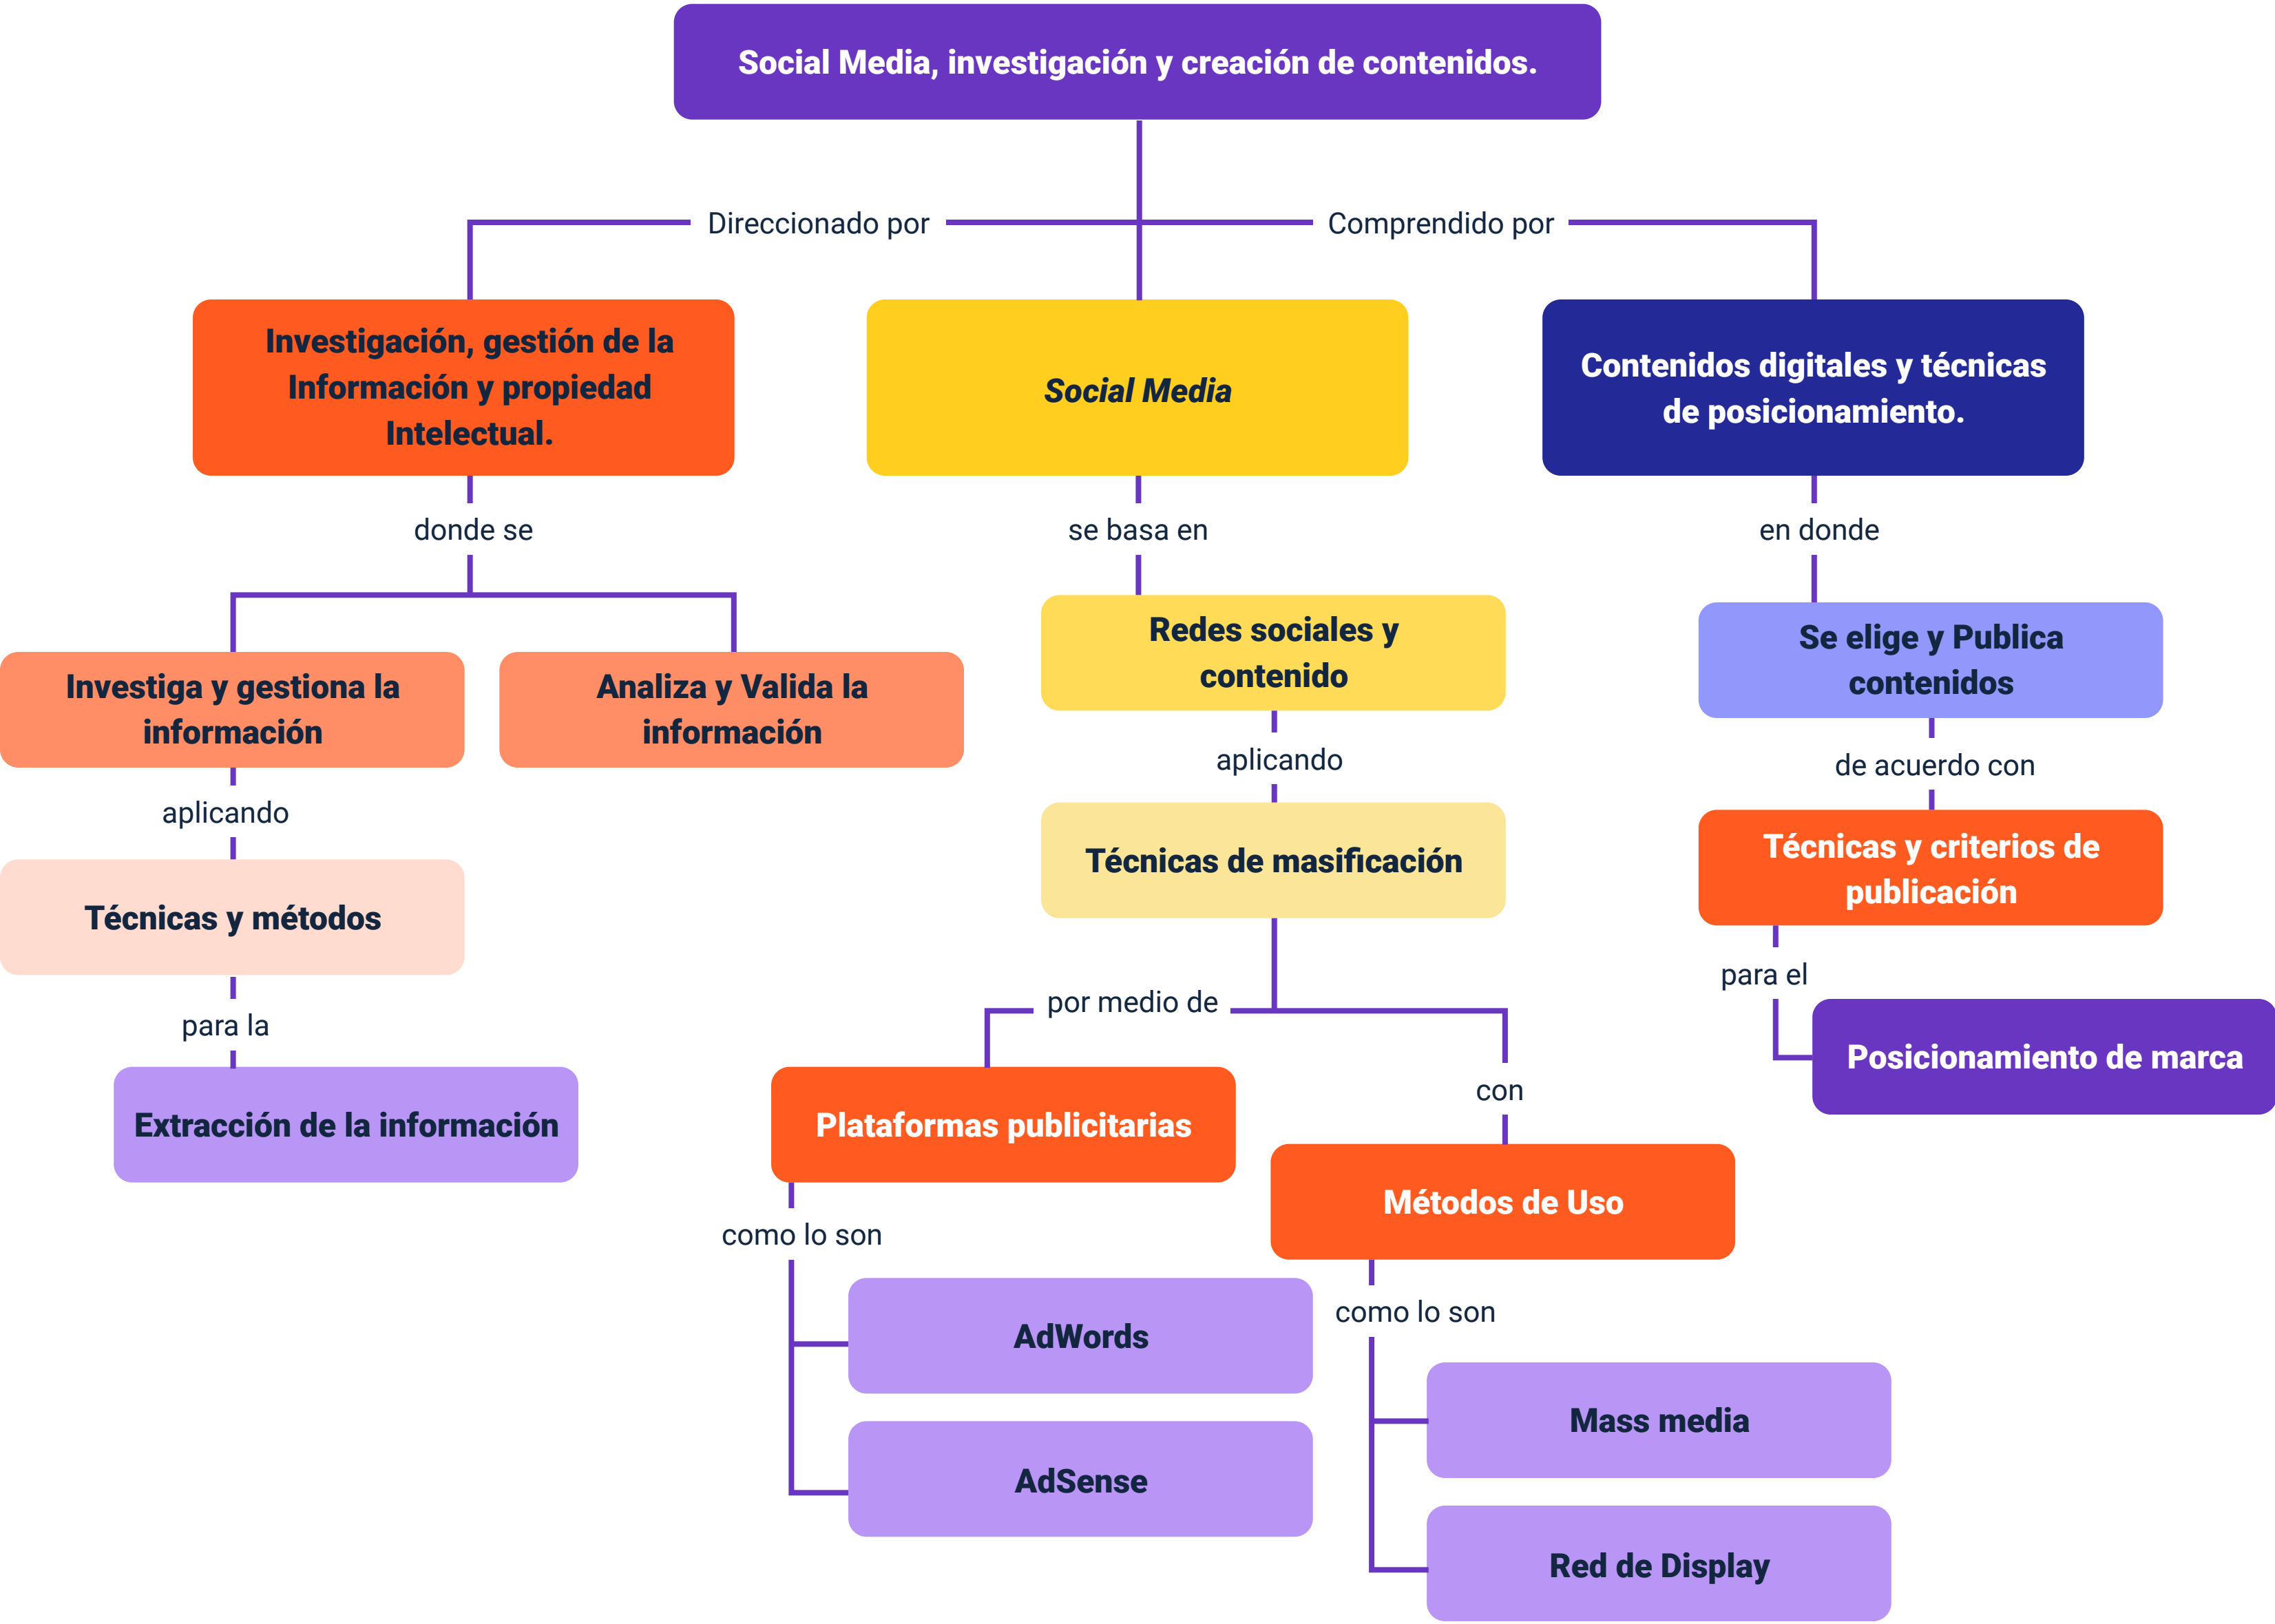 Social Media, investigación y creación de contenidos.
Direccionado por
Comprendido por
Investigación, gestión de la
Información y propiedad
Intelectual.
Social Media
Contenidos digitales y técnicas
de posicionamiento.
donde se
se basa en
en donde
Investiga y gestiona la
información
Analiza y Valida la
información
Redes sociales y
contenido
Se elige y Publica
contenidos
aplicando
aplicando
de acuerdo con
Técnicas y métodos
Técnicas de masificación
Técnicas y criterios de
publicación
para la
por medio de
para el
Extracción de la información
Plataformas publicitarias
con
Posicionamiento de marca
Métodos de Uso
como lo son
como lo son
AdWords
AdSense
Mass media
Red de Display